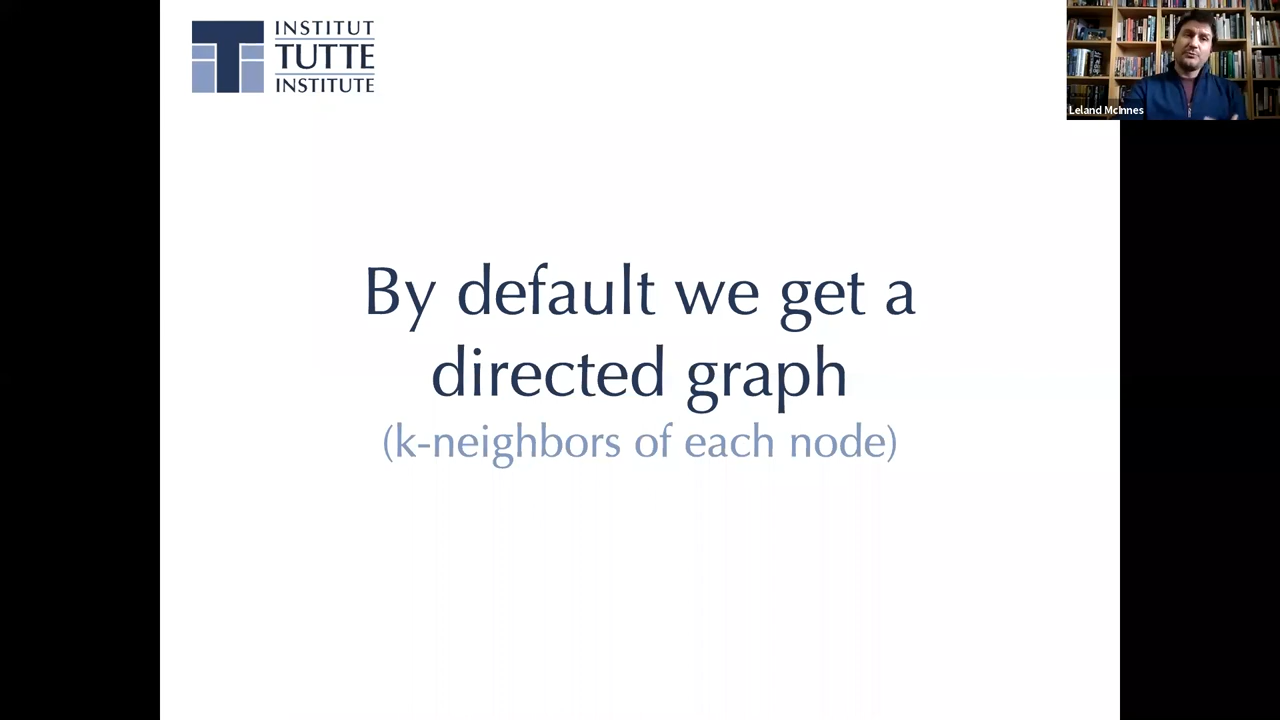 INSTITUT
TUTTE
INSTITUTE
Leland McInnes
By default we get a
directed graph
(k-neighbors of each node)